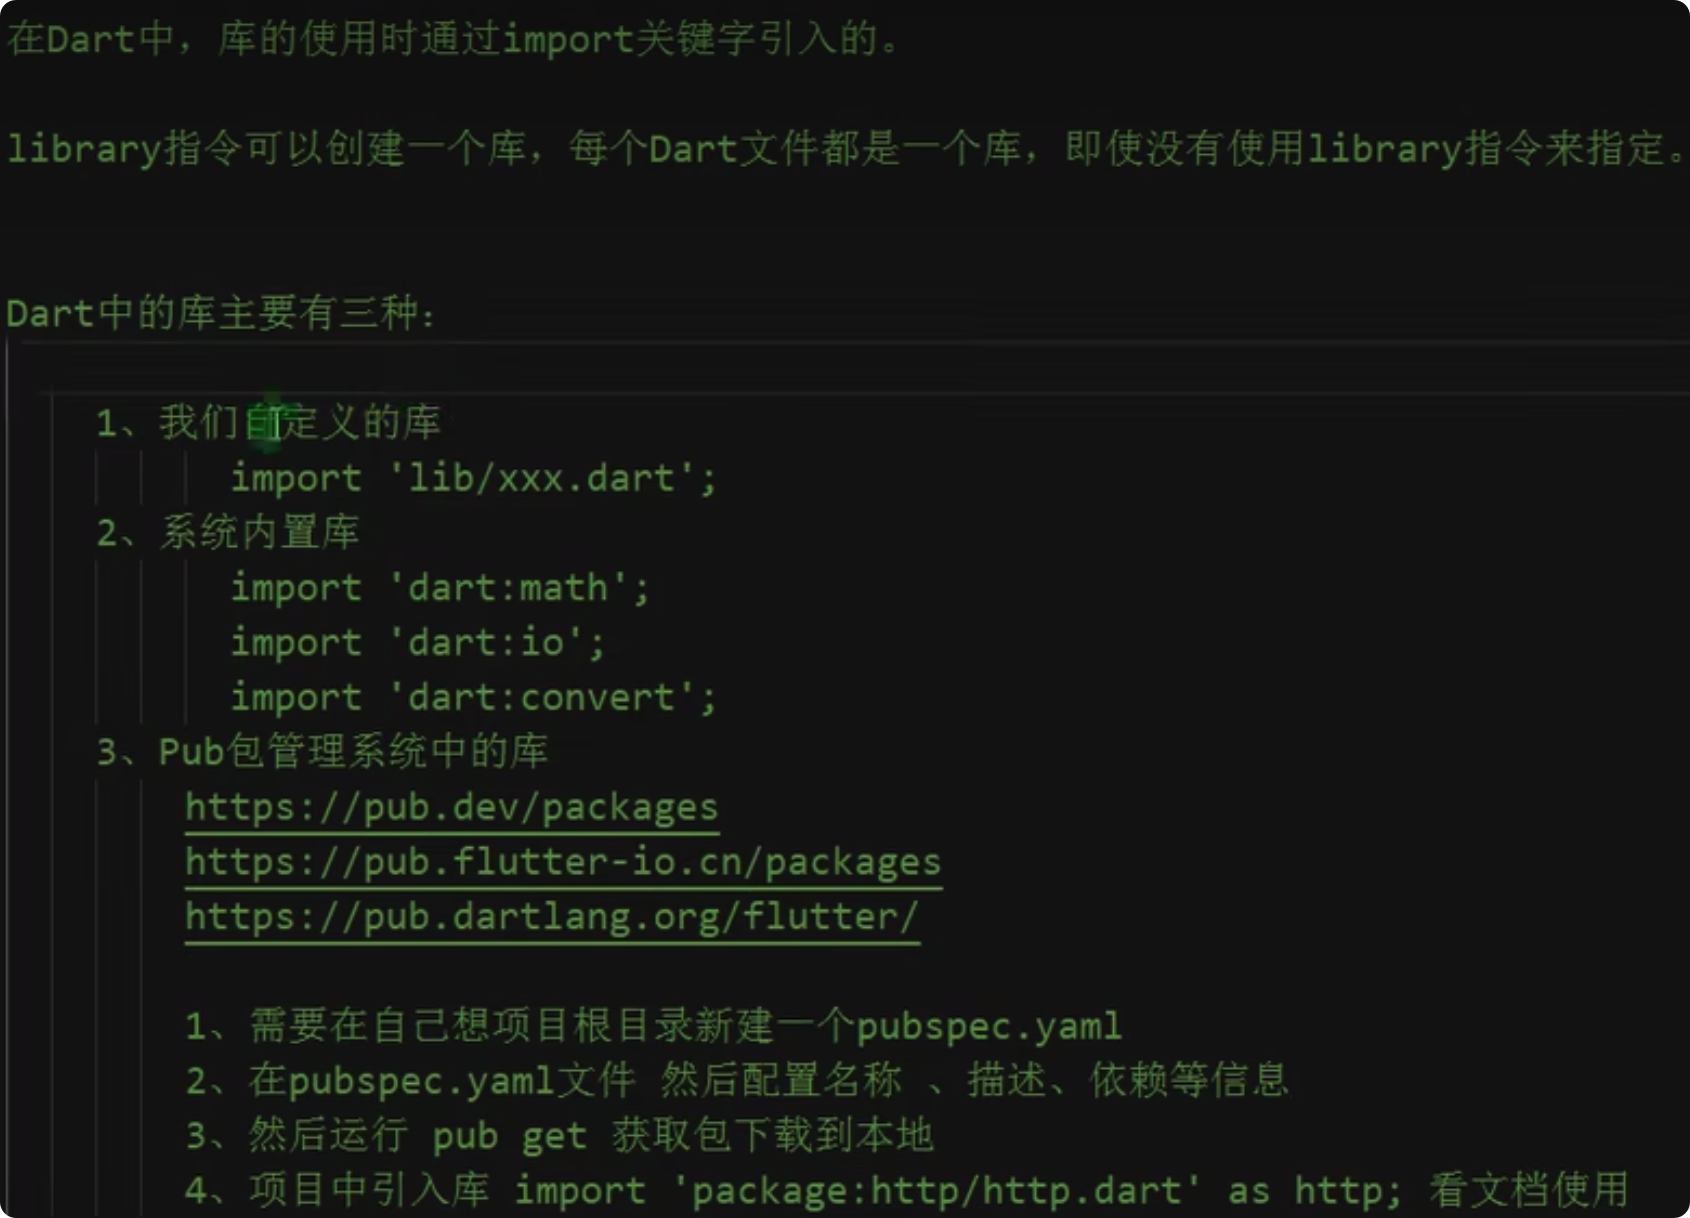 在Dart中，库的使用时通过import关键字引入的。
library指令可以创建一个库，每个Dart文件都是一个库，即使没有使用library指令来指定。
Dart中的库主要有三种：
1、我们自定义的库
import 'lib/xxx.dart';
2、系统内置库
import 'dart:math';
import 'dart:io';
import 'dart:convert';
3、Pub包管理系统中的库
https://pub.dev/packages
https://pub.flutter-io.cn/packages
https://pub.dartlang.org/flutter/
1、需要在自己想项目根目录新建一个pubspec.yaml
2、在pubspec.yaml文件 然后配置名称 、描述、依赖等信息
3、然后运行 pub get 获取包下载到本地
4、项目中引入库 import 'package:http/http.dart' as http; 看文档使用